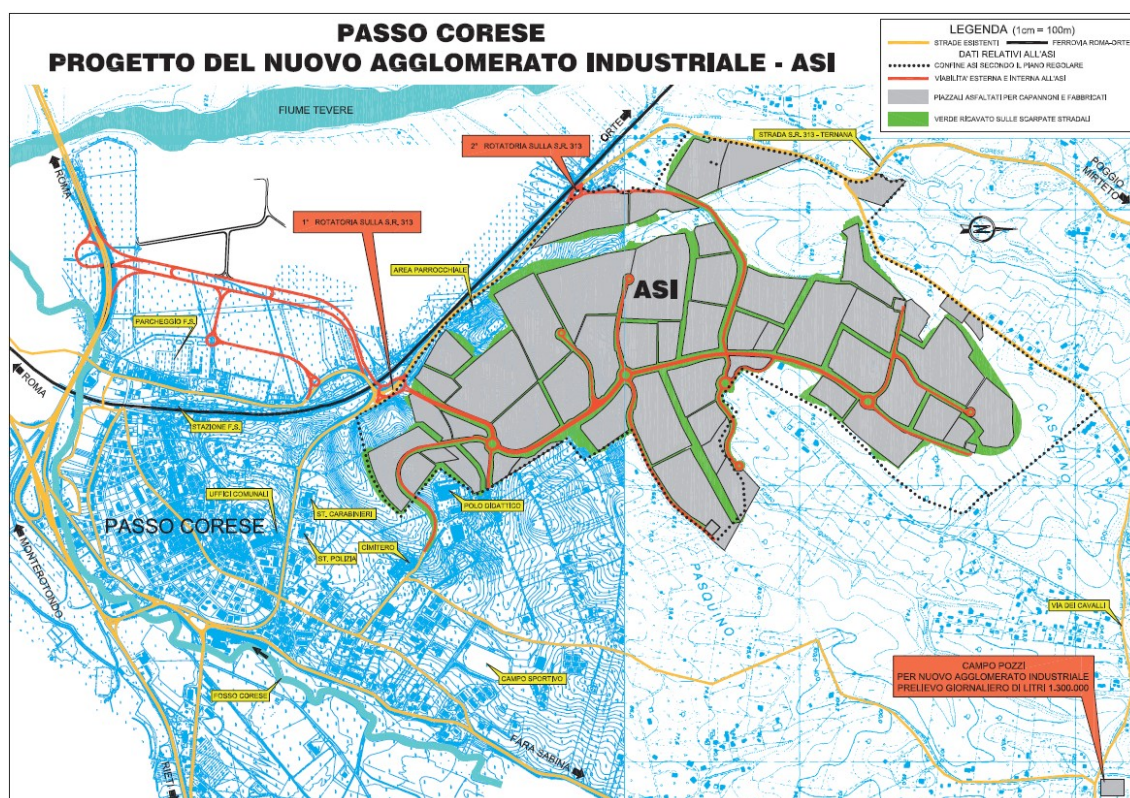 PASSO CORESE
PROGETTO DEL NUOVO AGGLOMERATO INDUSTRIALE - ASI
LEGENDA (1cm = 100m)
STRADE ESISTENTI
FERROVIA ROMA-ORTE
DATI RELATIVI ALL'ASI
CONFINE ASI SECONDO IL PIANO REGOLARE
VIABILITA' ESTERNA E INTERNA ALL'ASI
PIAZZALI ASFALTATI PER CAPANNONI E FABBRICATI
VERDE RICAVATO SULLE SCARPATE STRADALI
FIUME TEVERE
ORTE
STRADA S.R. 313 - TERNANA
2° ROTATORIA SULLA S.R. 313
ROMA
POGGIO
MIRTETO
1° ROTATORIA SULLA S.R. 313
N
AREA PARROCCHIALE
ASI
PARCHEGGIO F.S.
ROMA
STAZIONE F.S.
CASERINO
UFFICI COMUNALI
ST. CARABINIERI
POLO DIDATTICO
PASSO CORESE
ST. POLIZIA
CIMITERO
MONTEROTONDO
PASQUINO
VIA DEI CAVALLI
CAMPO SPORTIVO
CAMPO POZZI
PER NUOVO AGGLOMERATO INDUSTRIALE
PRELIEVO GIORNALIERO DI LITRI 1.300.000
FOSSO CORESE
FARA SABINA
RIETI